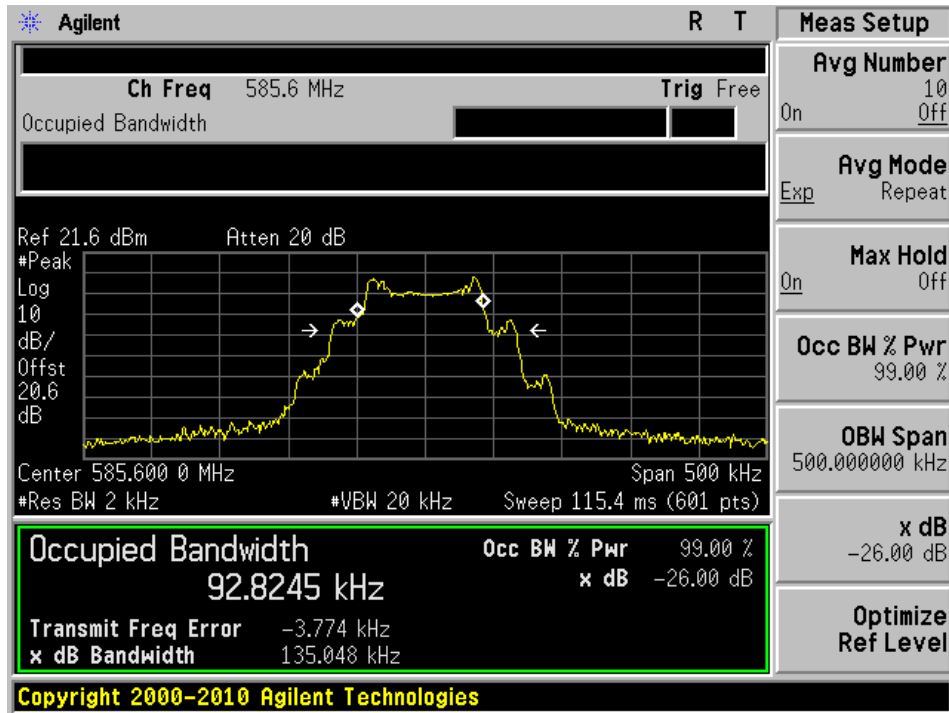 Agilent R T Meas Setup
Ch Freq 585.6 MHz Trig Free
Occupied Bandwidth
Ref 21.6 dBm Atten 20 dB
#Peak
Log
10
dB/
Offst
20.6
dB
Center 585.600 0 MHz Span 500 kHz
#Res BW 2 kHz #VBW 20 kHz Sweep 115.4 ms (601 pts)
Occupied Bandwidth Occ BW % Pwr 99.00 %
92.8245 kHz x dB -26.00 dB
Transmit Freq Error -3.774 kHz
x dB Bandwidth 135.048 kHz
Copyright 2000-2010 Agilent Technologies
Avg Number
10
On Off
Avg Mode
Exp Repeat
Max Hold
On Off
Occ BW % Pwr
99.00 %
OBW Span
500.000000 kHz
x dB
-26.00 dB
Optimize
Ref Level